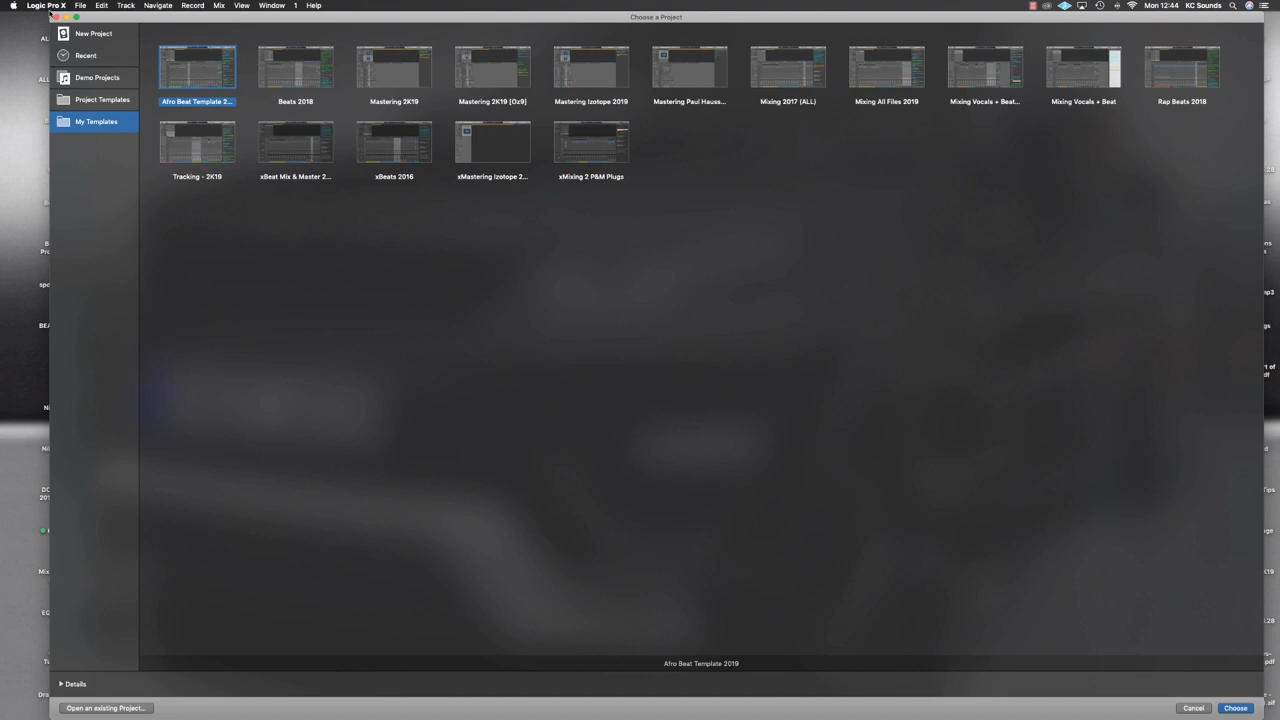 Logic Pro X File Edit Track Navigate Record Mix View Window 1 Help
Mon 12:44 KC Sounds
Choose a Project
New Project
Recent
Demo Projects
Project Templates
My Templates
Afro Beat Template 2...
Beats 2018
Mastering 2K19
Mastering 2K19 [Oz9]
Mastering Izotope 2019
Mastering Paul Hauss...
Mixing 2017 (ALL)
Mixing All Files 2019
Mixing Vocals + Beat...
Mixing Vocals + Beat
Rap Beats 2018
Tracking - 2K19
xBeat Mix & Master 2...
xBeats 2016
xMastering Izotope 2...
xMixing 2 P&M Plugs
Afro Beat Template 2019
Details
Open an existing Project...
Cancel
Choose